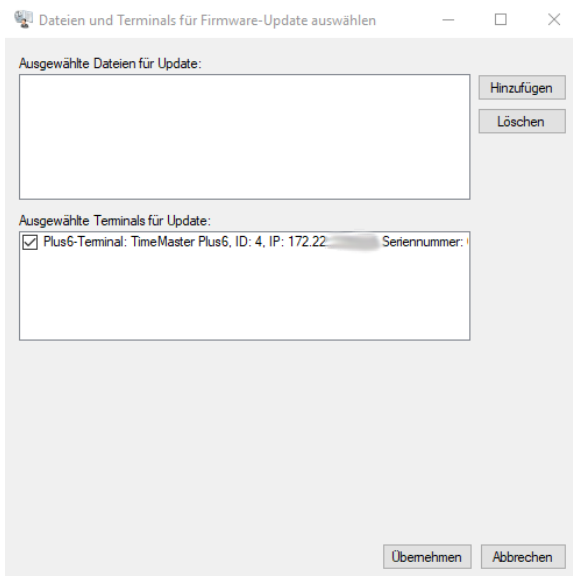 Dateien und Terminals für Firmware-Update auswählen
Ausgewählte Dateien für Update:
Hinzufügen
Löschen
Ausgewählte Terminals für Update:
Plus6-Terminal: TimeMaster Plus6, ID: 4, IP: 172.22 Seriennummer:
Übernehmen
Abbrechen